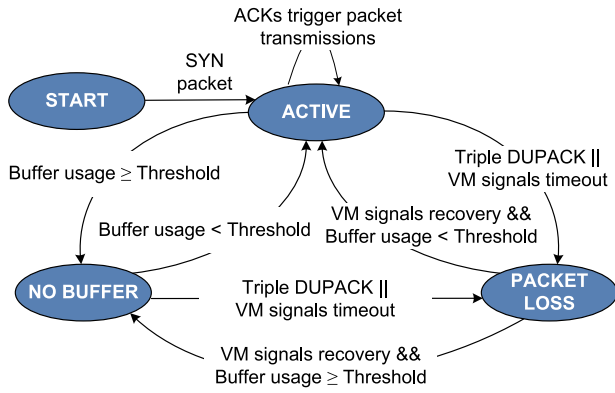 ACKs trigger packet
transmissions
SYN
packet
START
ACTIVE
Buffer usage ≥ Threshold
Triple DUPACK ||
VM signals timeout
Buffer usage < Threshold
VM signals recovery &&
Buffer usage < Threshold
NO BUFFER
Triple DUPACK ||
VM signals timeout
PACKET
LOSS
VM signals recovery &&
Buffer usage ≥ Threshold